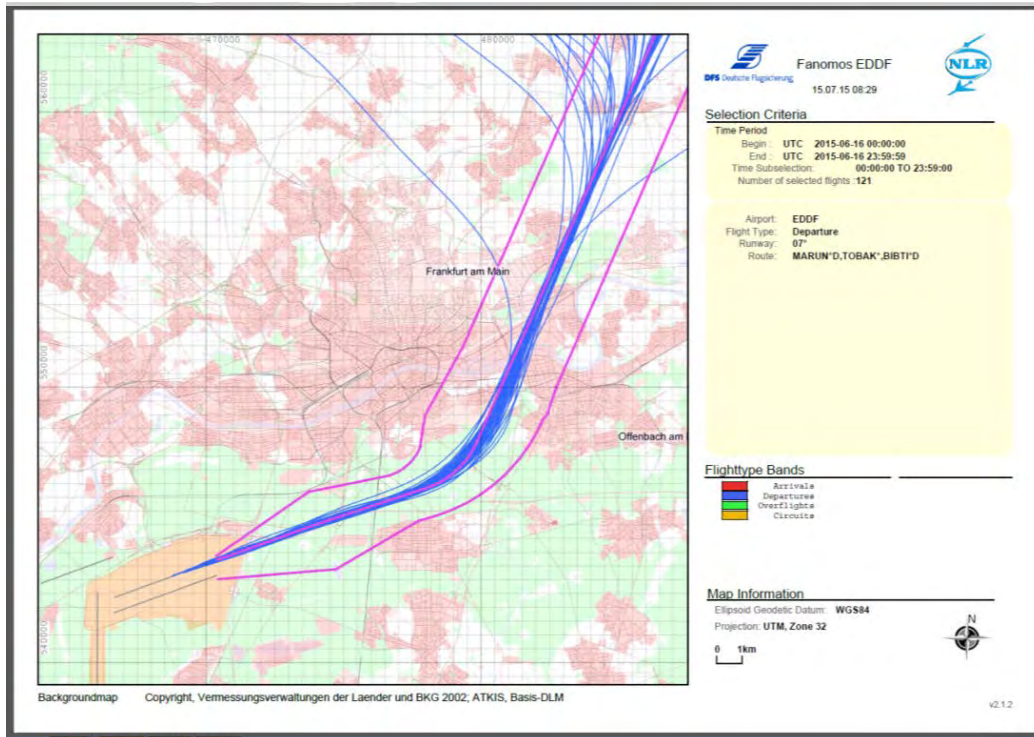 470000
480000
560000
550000
540000
Frankfurt am Main
Offenbach am
Backgroundmap Copyright, Vermessungsverwaltungen der Laender und BKG 2002; ATKIS, Basis-DLM
DFS Deutsche Flugsicherung
Fanomos EDDF
15.07.15 08:29
NLR
Selection Criteria
Time Period
Begin : UTC 2015-06-16 00:00:00
End : UTC 2015-06-16 23:59:59
Time Subselection: 00:00:00 TO 23:59:00
Number of selected flights :121
Airport: EDDF
Flight Type: Departure
Runway: 07*
Route: MARUN*D,TOBAK*,BIBTI*D
Flighttype Bands
Arrivals
Departures
Overflights
Circuits
Map Information
Ellipsoid Geodetic Datum: WGS84
Projection: UTM, Zone 32
0 1km
N
v2.1.2